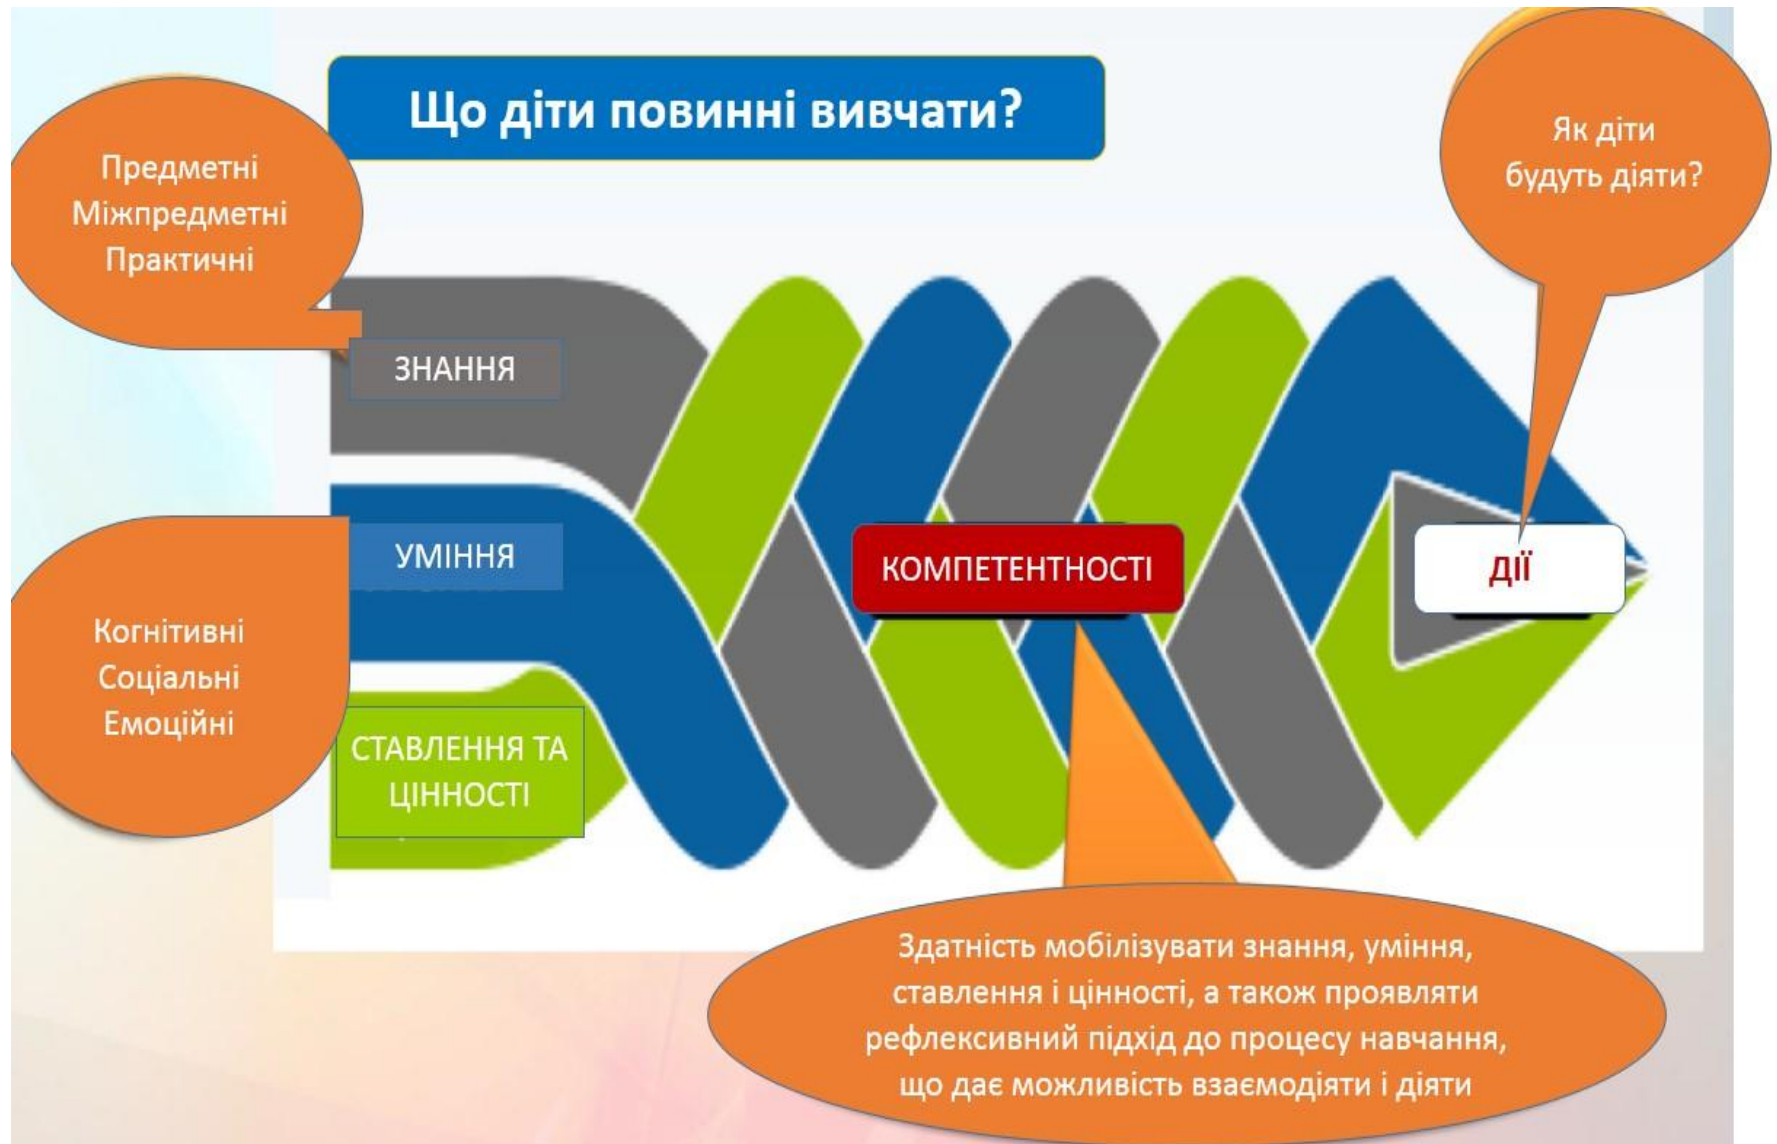 Що діти повинні вивчати?
Як діти
будуть діяти?
Предметні
Міжпредметні
Практичні
ЗНАННЯ
УМІННЯ
КОМПЕТЕНТНОСТІ
ДІЇ
Когнітивні
Соціальні
Емоційні
СТАВЛЕННЯ ТА
ЦІННОСТІ
Здатність мобілізувати знання, уміння,
ставлення і цінності, а також проявляти
рефлексивний підхід до процесу навчання,
що дає можливість взаємодіяти і діяти